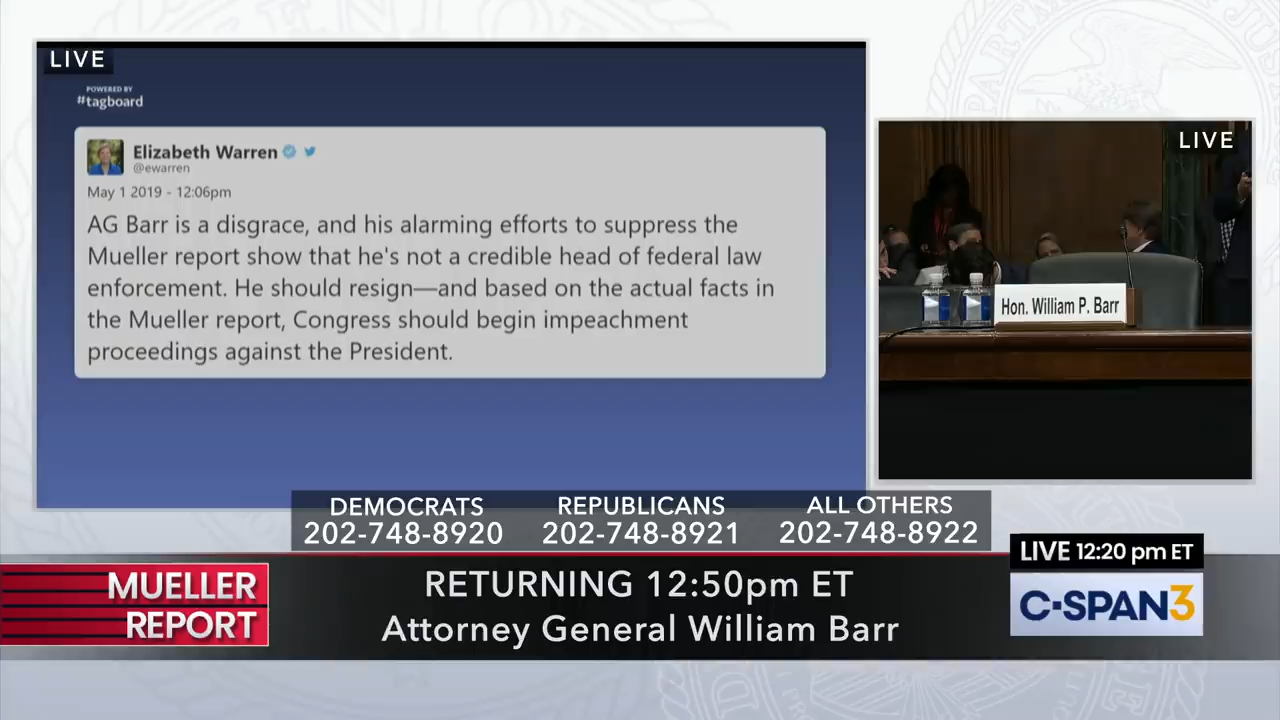 LIVE
POWERED BY
#tagboard
Elizabeth Warren
@ewarren
May 1 2019 - 12:06pm
AG Barr is a disgrace, and his alarming efforts to suppress the
Mueller report show that he's not a credible head of federal law
enforcement. He should resign—and based on the actual facts in
the Mueller report, Congress should begin impeachment
proceedings against the President.
LIVE
Hon. William P. Barr
DEMOCRATS
202-748-8920
REPUBLICANS
202-748-8921
ALL OTHERS
202-748-8922
LIVE 12:20 pm ET
C-SPAN3
MUELLER
REPORT
RETURNING 12:50pm ET
Attorney General William Barr